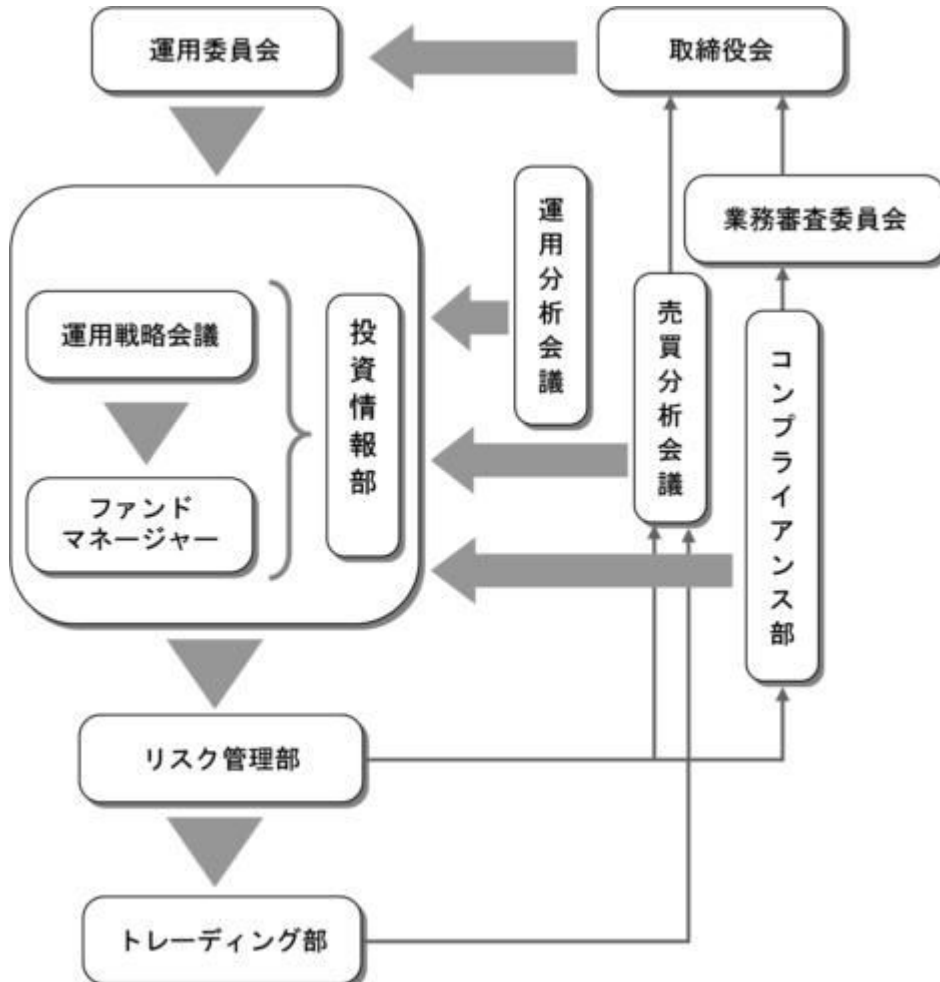 運用委員会
取締役会
運用分析会議
業務審査委員会
売買分析会議
投資情報部
運用戦略会議
コンプライアンス部
ファンド
マネージャー
リスク管理部
トレーディング部